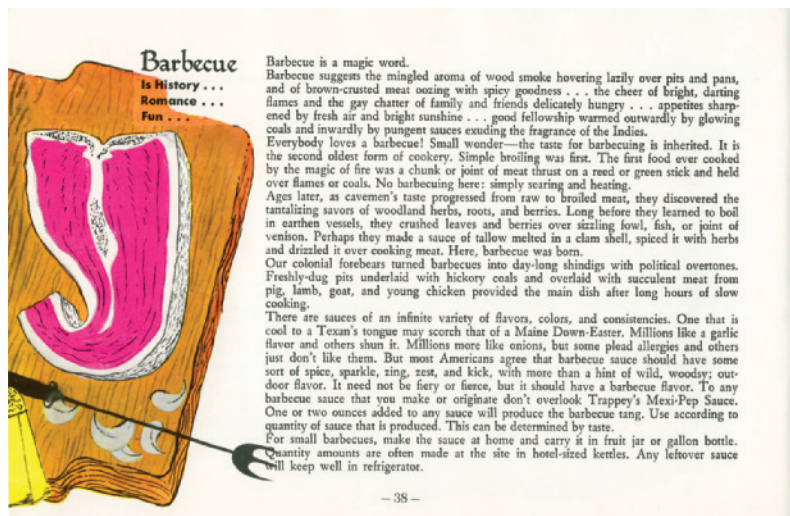 Barbecue
Is History . . .
Romance . . .
Fun . . .
Barbecue is a magic word.
Barbecue suggests the mingled aroma of wood smoke hovering lazily over pits and pans,
and of brown-crusted meat oozing with spicy goodness . . . the cheer of bright, darting
flames and the gay chatter of family and friends delicately hungry . . . appetites sharp-
ened by fresh air and bright sunshine . . . good fellowship warmed outwardly by glowing
coals and inwardly by pungent sauces exuding the fragrance of the Indies.
Everybody loves a barbecue! Small wonder—the taste for barbecuing is inherited. It is
the second oldest form of cookery. Simple broiling was first. The first food ever cooked
by the magic of fire was a chunk or joint of meat thrust on a reed or green stick and held
over flames or coals. No barbecuing here: simply searing and heating.
Ages later, as cavemen's taste progressed from raw to broiled meat, they discovered the
tantalizing savors of woodland herbs, roots, and berries. Long before they learned to boil
in earthen vessels, they crushed leaves and berries over sizzling fowl, fish, or joint of
venison. Perhaps they made a sauce of tallow melted in a clam shell, spiced it with herbs
and drizzled it over cooking meat. Here, barbecue was born.
Our colonial forebears turned barbecues into day-long shindigs with political overtones.
Freshly-dug pits underlaid with hickory coals and overlaid with succulent meat from
pig, lamb, goat, and young chicken provided the main dish after long hours of slow
cooking.
There are sauces of an infinite variety of flavors, colors, and consistencies. One that is
cool to a Texan's tongue may scorch that of a Maine Down-Easter. Millions like a garlic
flavor and others shun it. Millions more like onions, but some plead allergies and others
just don't like them. But most Americans agree that barbecue sauce should have some
sort of spice, sparkle, zing, zest, and kick, with more than a hint of wild, woodsy; out-
door flavor. It need not be fiery or fierce, but it should have a barbecue flavor. To any
barbecue sauce that you make or originate don't overlook Trappey's Mexi-Pep Sauce.
One or two ounces added to any sauce will produce the barbecue tang. Use according to
quantity of sauce that is produced. This can be determined by taste.
For small barbecues, make the sauce at home and carry it in fruit jar or gallon bottle.
Quantity amounts are often made at the site in hotel-sized kettles. Any leftover sauce
will keep well in refrigerator.
– 38 –